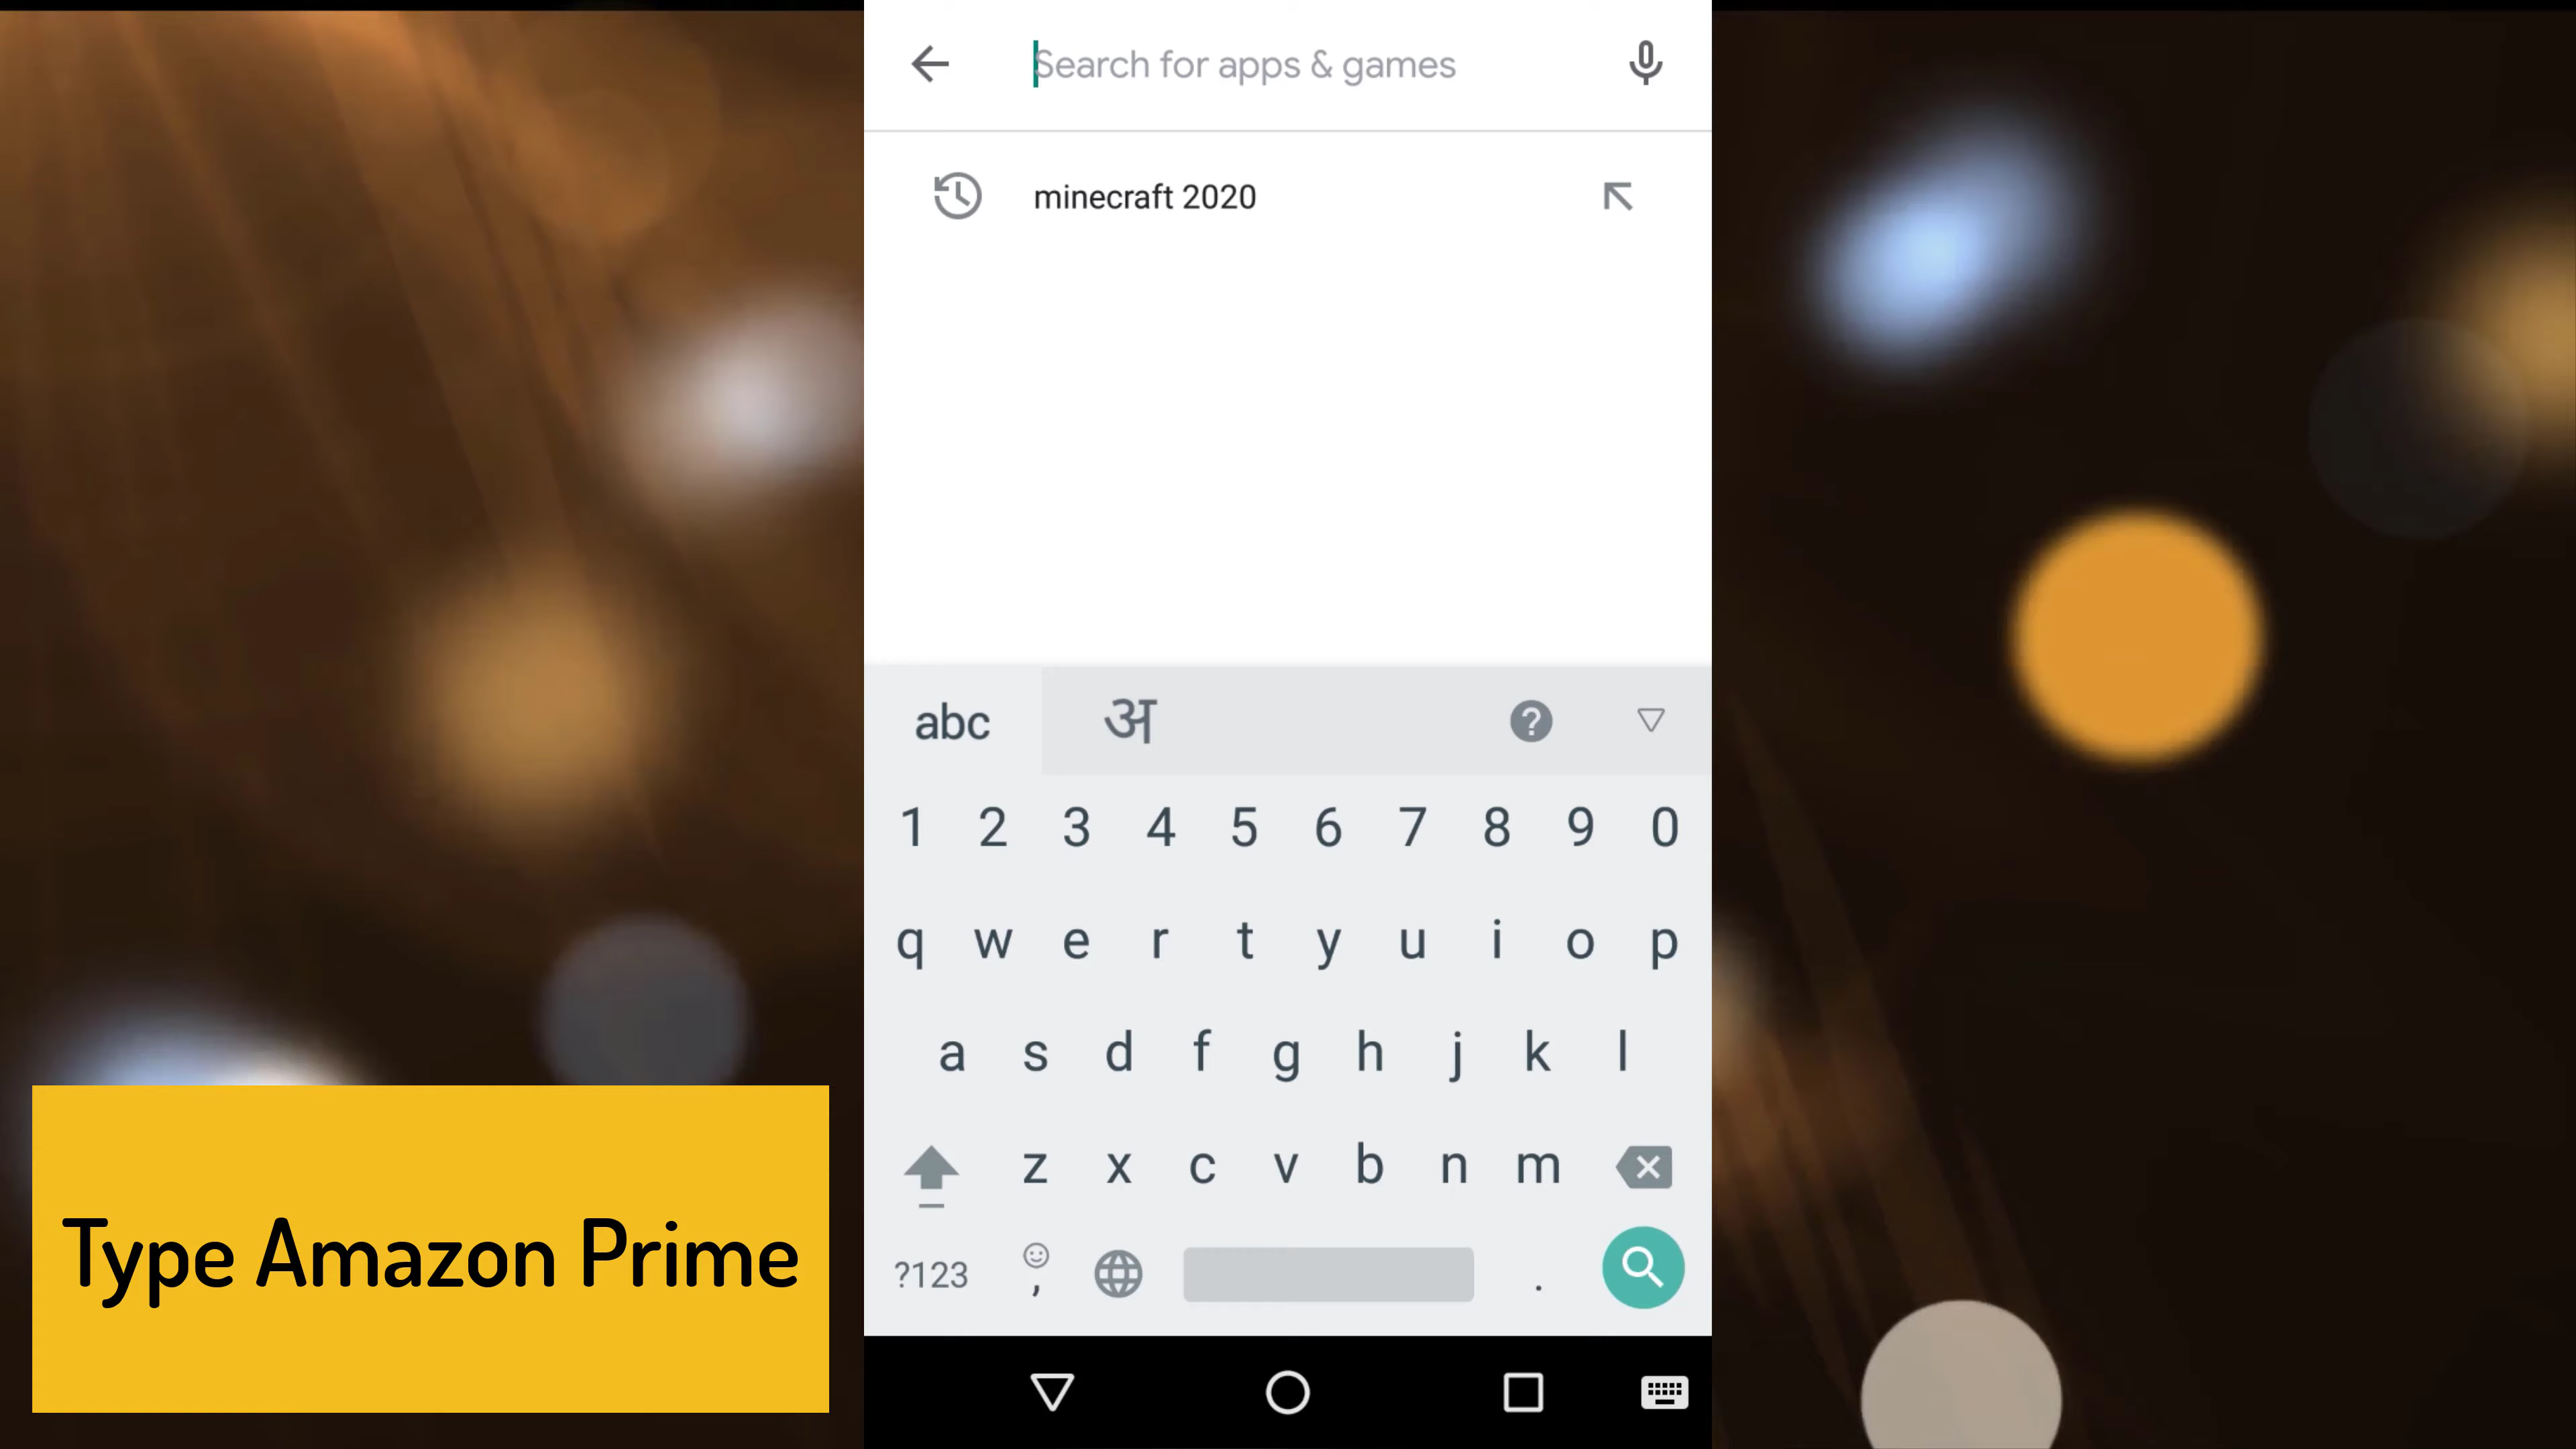 Search for apps & games
minecraft 2020
abc अ
1 2 3 4 5 6 7 8 9 0
q w e r t y u i o p
a s d f g h j k l
z x c v b n m
?123 , .
Type Amazon Prime